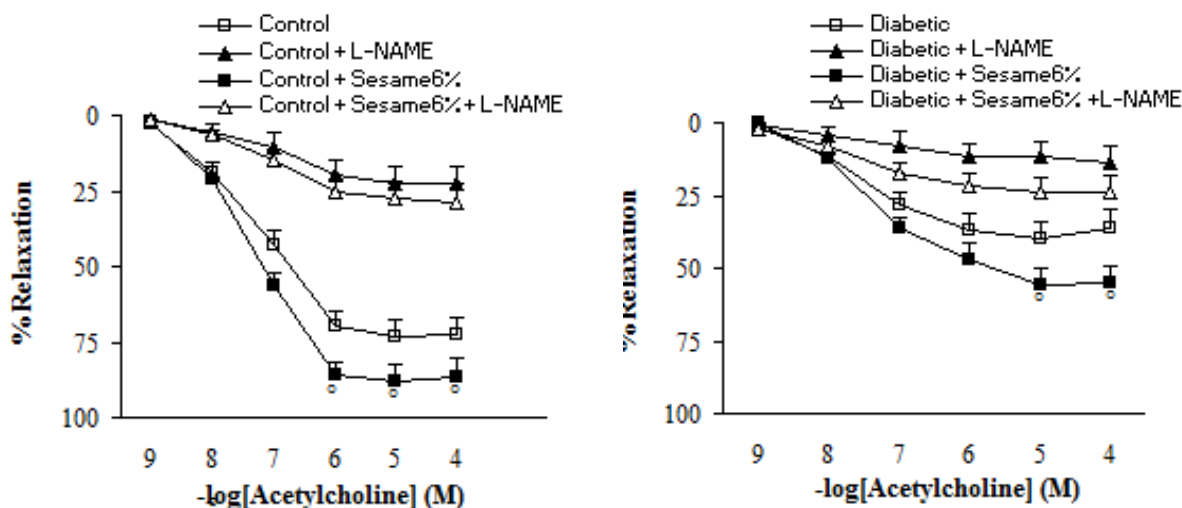 Control
Control + L-NAME
Control + Sesame6%
Control + Sesame6% + L-NAME
0
25
50
75
100
%Relaxation
9 8 7 6 5 4
-log[Acetylcholine] (M)
Diabetic
Diabetic + L-NAME
Diabetic + Sesame6%
Diabetic + Sesame6% +L-NAME
0
25
50
75
100
%Relaxation
9 8 7 6 5 4
-log[Acetylcholine] (M)